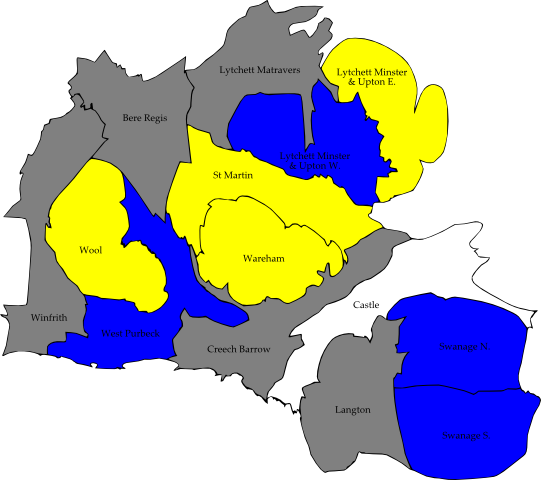 Lytchett Matravers
Lytchett Minster
& Upton E.
Bere Regis
Lytchett Minster
& Upton W.
St Martin
Wool
Wareham
Castle
Winfrith
West Purbeck
Creech Barrow
Swanage N.
Langton
Swanage S.